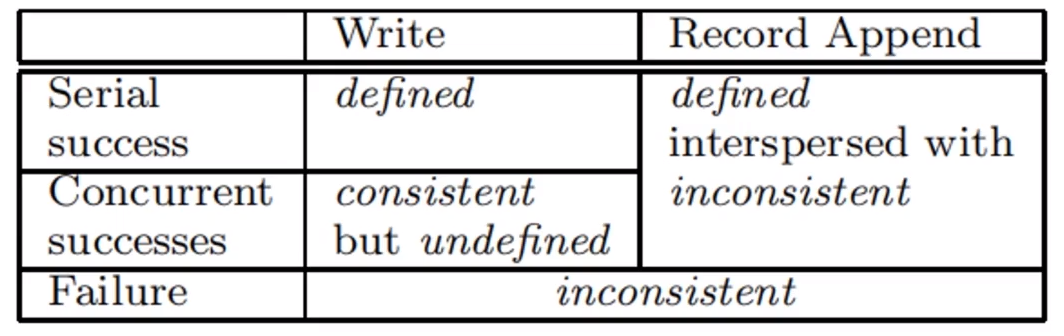 Write Record Append
Serial defined defined
success interspersed with
Concurrent consistent inconsistent
successes but undefined
Failure inconsistent